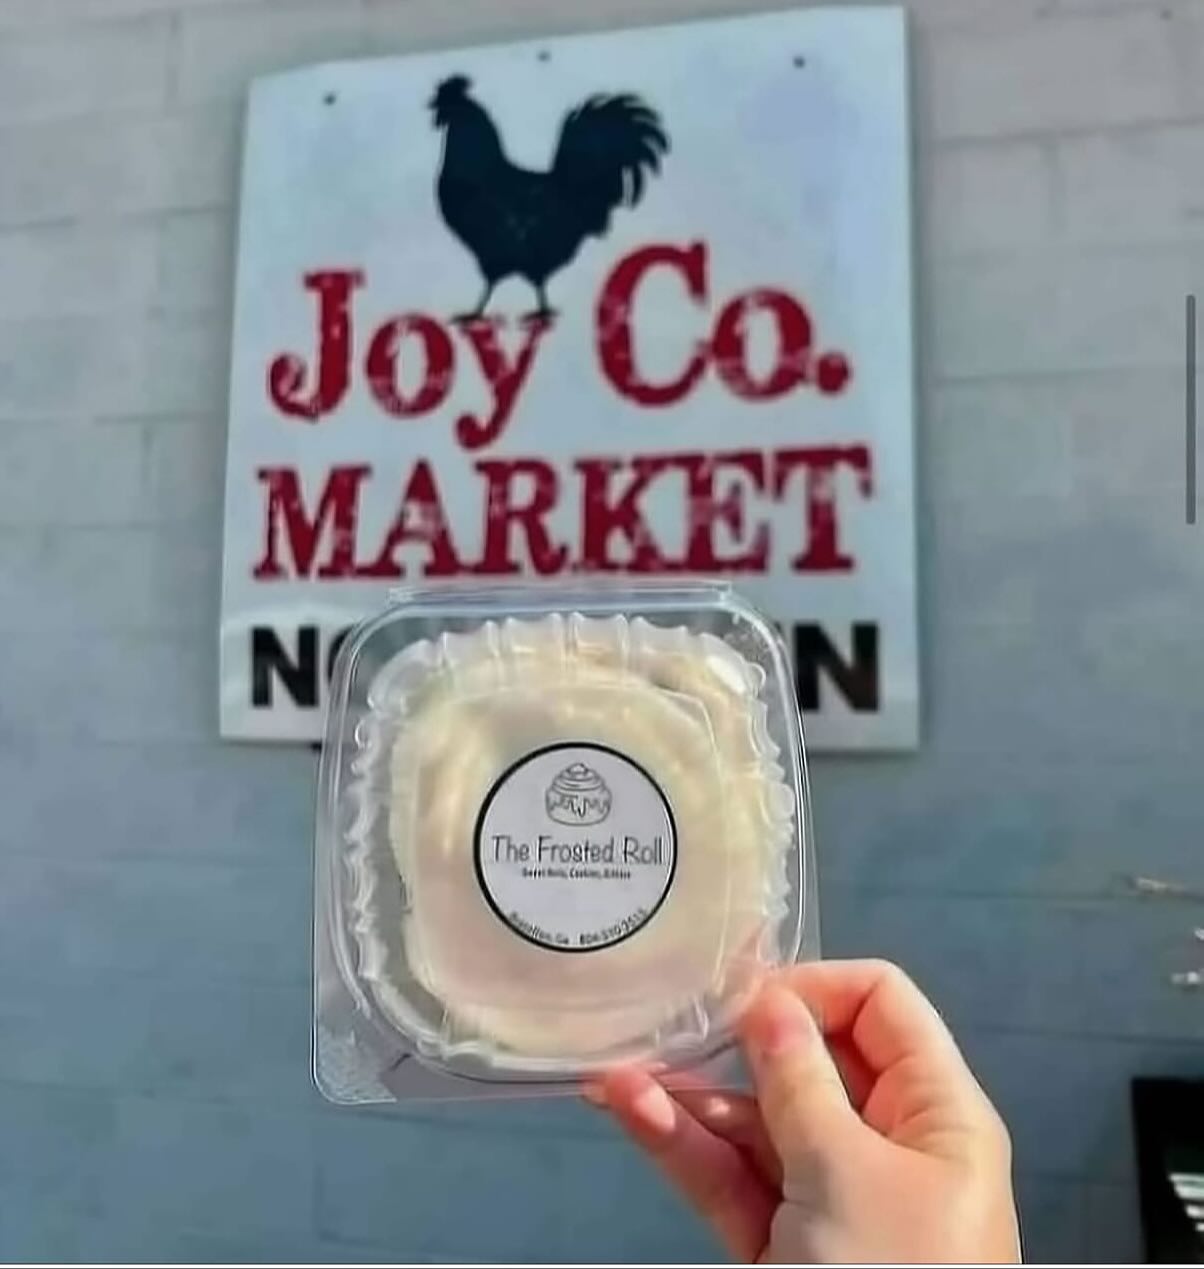 Joy Co.
MARKET
N
N
The Frosted Roll